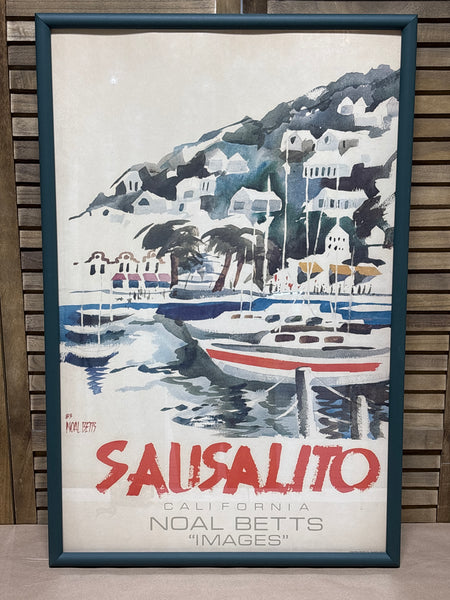 NOAL BETTS
SAUSALITO
CALIFORNIA
NOAL BETTS
"IMAGES"